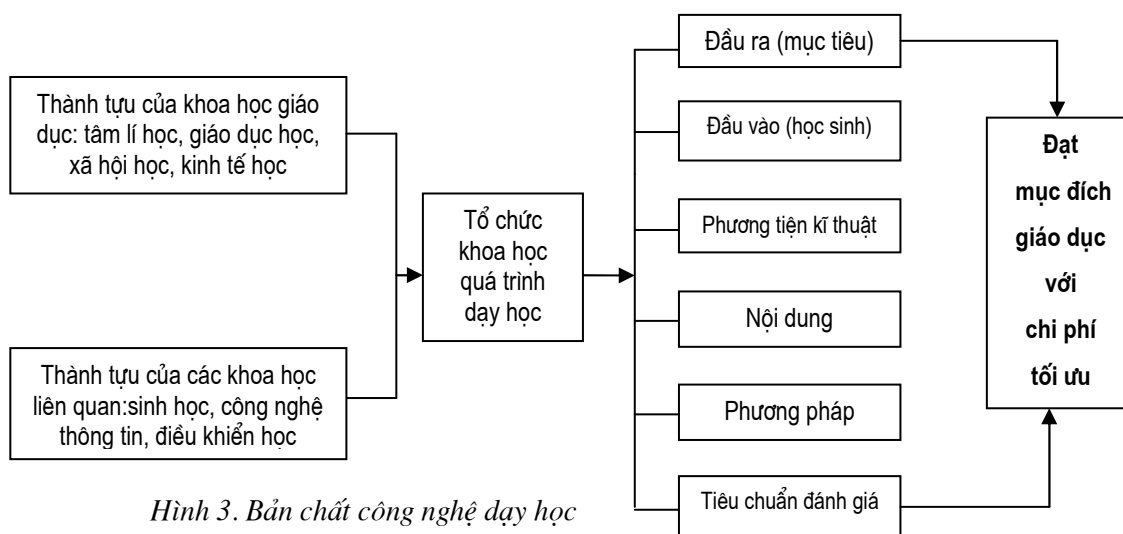 Thành tựu của khoa học giáo
dục: tâm lí học, giáo dục học,
xã hội học, kinh tế học
Thành tựu của các khoa học
liên quan:sinh học, công nghệ
thông tin, điều khiển học
Tổ chức
khoa học
quá trình
dạy học
Đầu ra (mục tiêu)
Đầu vào (học sinh)
Phương tiện kĩ thuật
Nội dung
Phương pháp
Tiêu chuẩn đánh giá
Đạt
mục đích
giáo dục
với
chi phí
tối ưu
Hình 3. Bản chất công nghệ dạy học